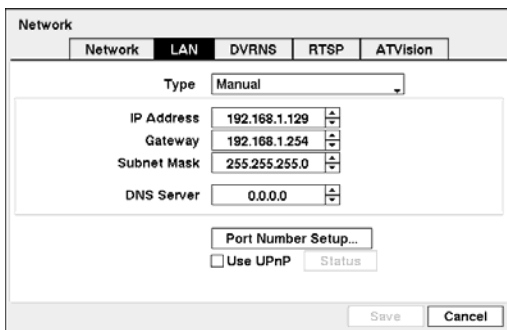 Network
Network LAN DVRNS RTSP ATVision
Type Manual
IP Address 192.168.1.129
Gateway 192.168.1.254
Subnet Mask 255.255.255.0
DNS Server 0.0.0.0
Port Number Setup...
Use UPnP Status
Save Cancel